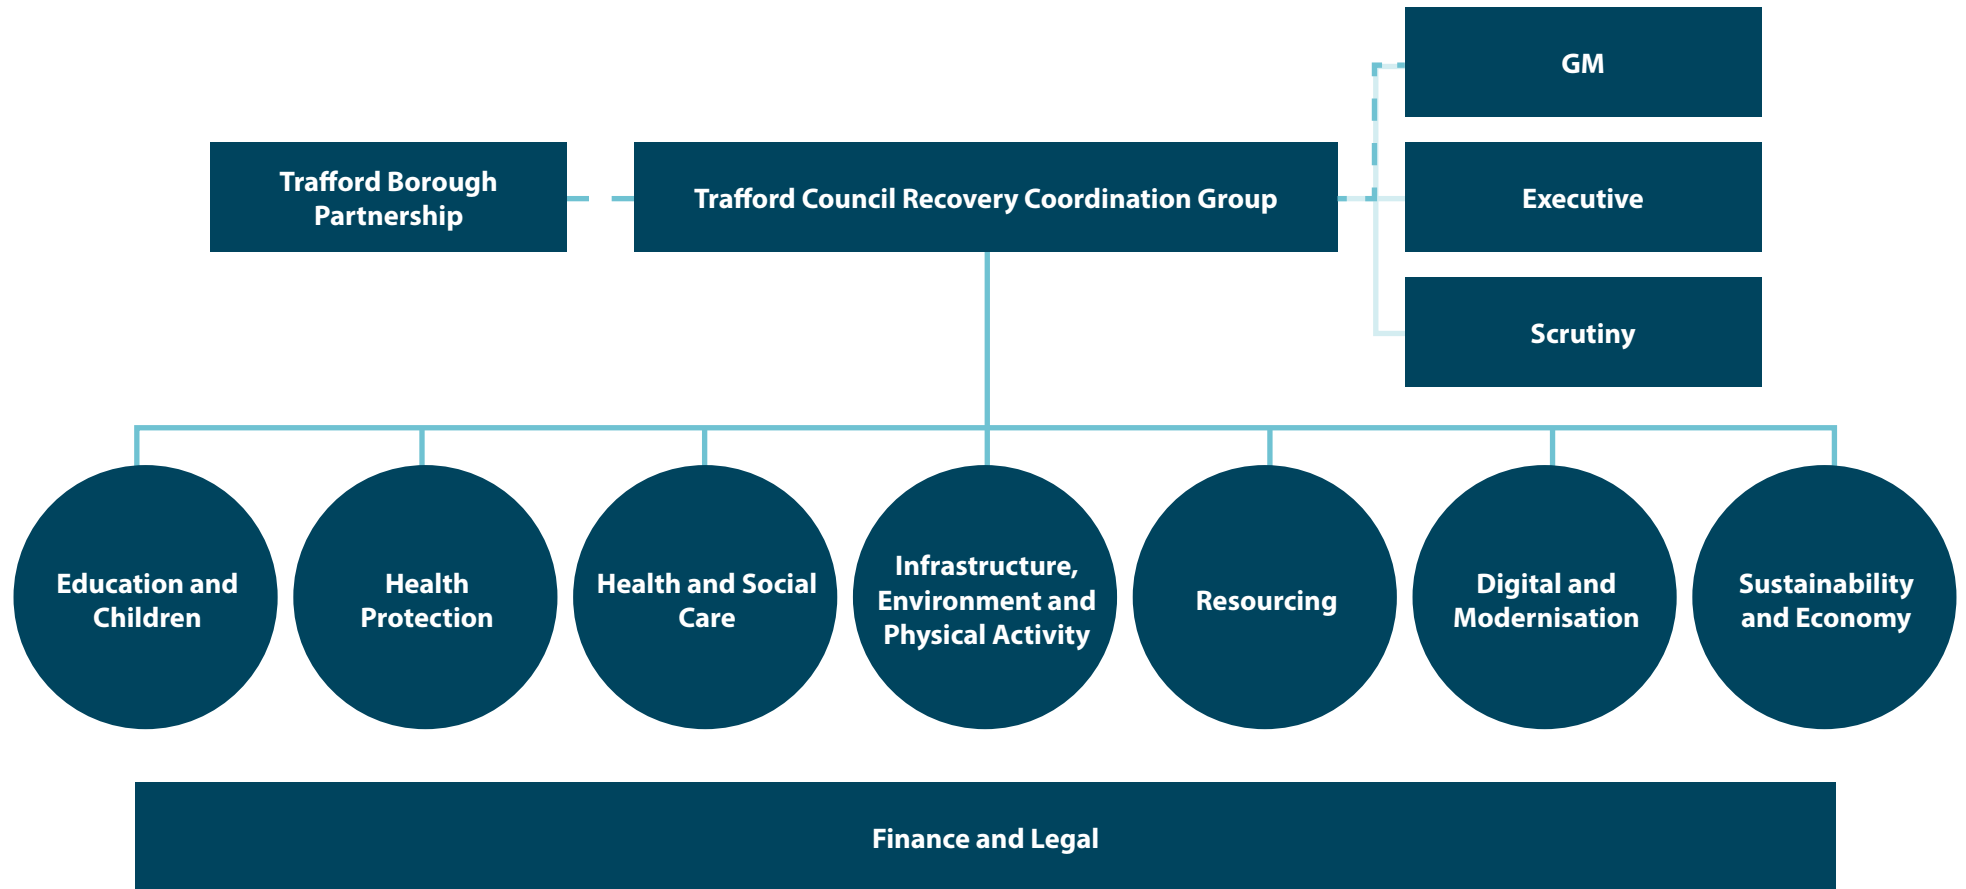 GM
Trafford Borough
Partnership
Trafford Council Recovery Coordination Group
Executive
Scrutiny
Education and
Children
Health
Protection
Health and Social
Care
Infrastructure,
Environment and
Physical Activity
Resourcing
Digital and
Modernisation
Sustainability
and Economy
Finance and Legal